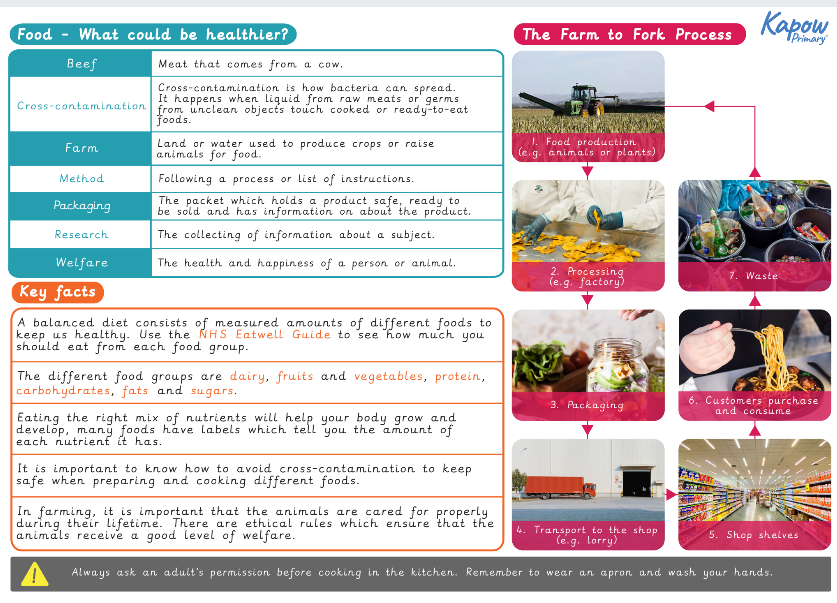 Food - What could be healthier?
Beef
Meat that comes from a cow.
Cross-contamination
Cross-contamination is how bacteria can spread.
It happens when liquid from raw meats or germs
from unclean objects touch cooked or ready-to-eat
foods.
Farm
Land or water used to produce crops or raise
animals for food.
Method
Following a process or list of instructions.
Packaging
The packet which holds a product safe, ready to
be sold and has information on about the product.
Research
The collecting of information about a subject.
Welfare
The health and happiness of a person or animal.
Key facts
A balanced diet consists of measured amounts of different foods to
keep us healthy. Use the NHS Eatwell Guide to see how much you
should eat from each food group.
The different food groups are dairy, fruits and vegetables, protein,
carbohydrates, fats and sugars.
Eating the right mix of nutrients will help your body grow and
develop, many foods have labels which tell you the amount of
each nutrient it has.
It is important to know how to avoid cross-contamination to keep
safe when preparing and cooking different foods.
In farming, it is important that the animals are cared for properly
during their lifetime. There are ethical rules which ensure that the
animals receive a good level of welfare.
The Farm to Fork Process
Kapow
Primary
1. Food production
(e.g. animals or plants)
2. Processing
(e.g. factory)
3. Packaging
4. Transport to the shop
(e.g. lorry)
5. Shop shelves
6. Customers purchase
and consume
7. Waste
Always ask an adult's permission before cooking in the kitchen. Remember to wear an apron and wash your hands.